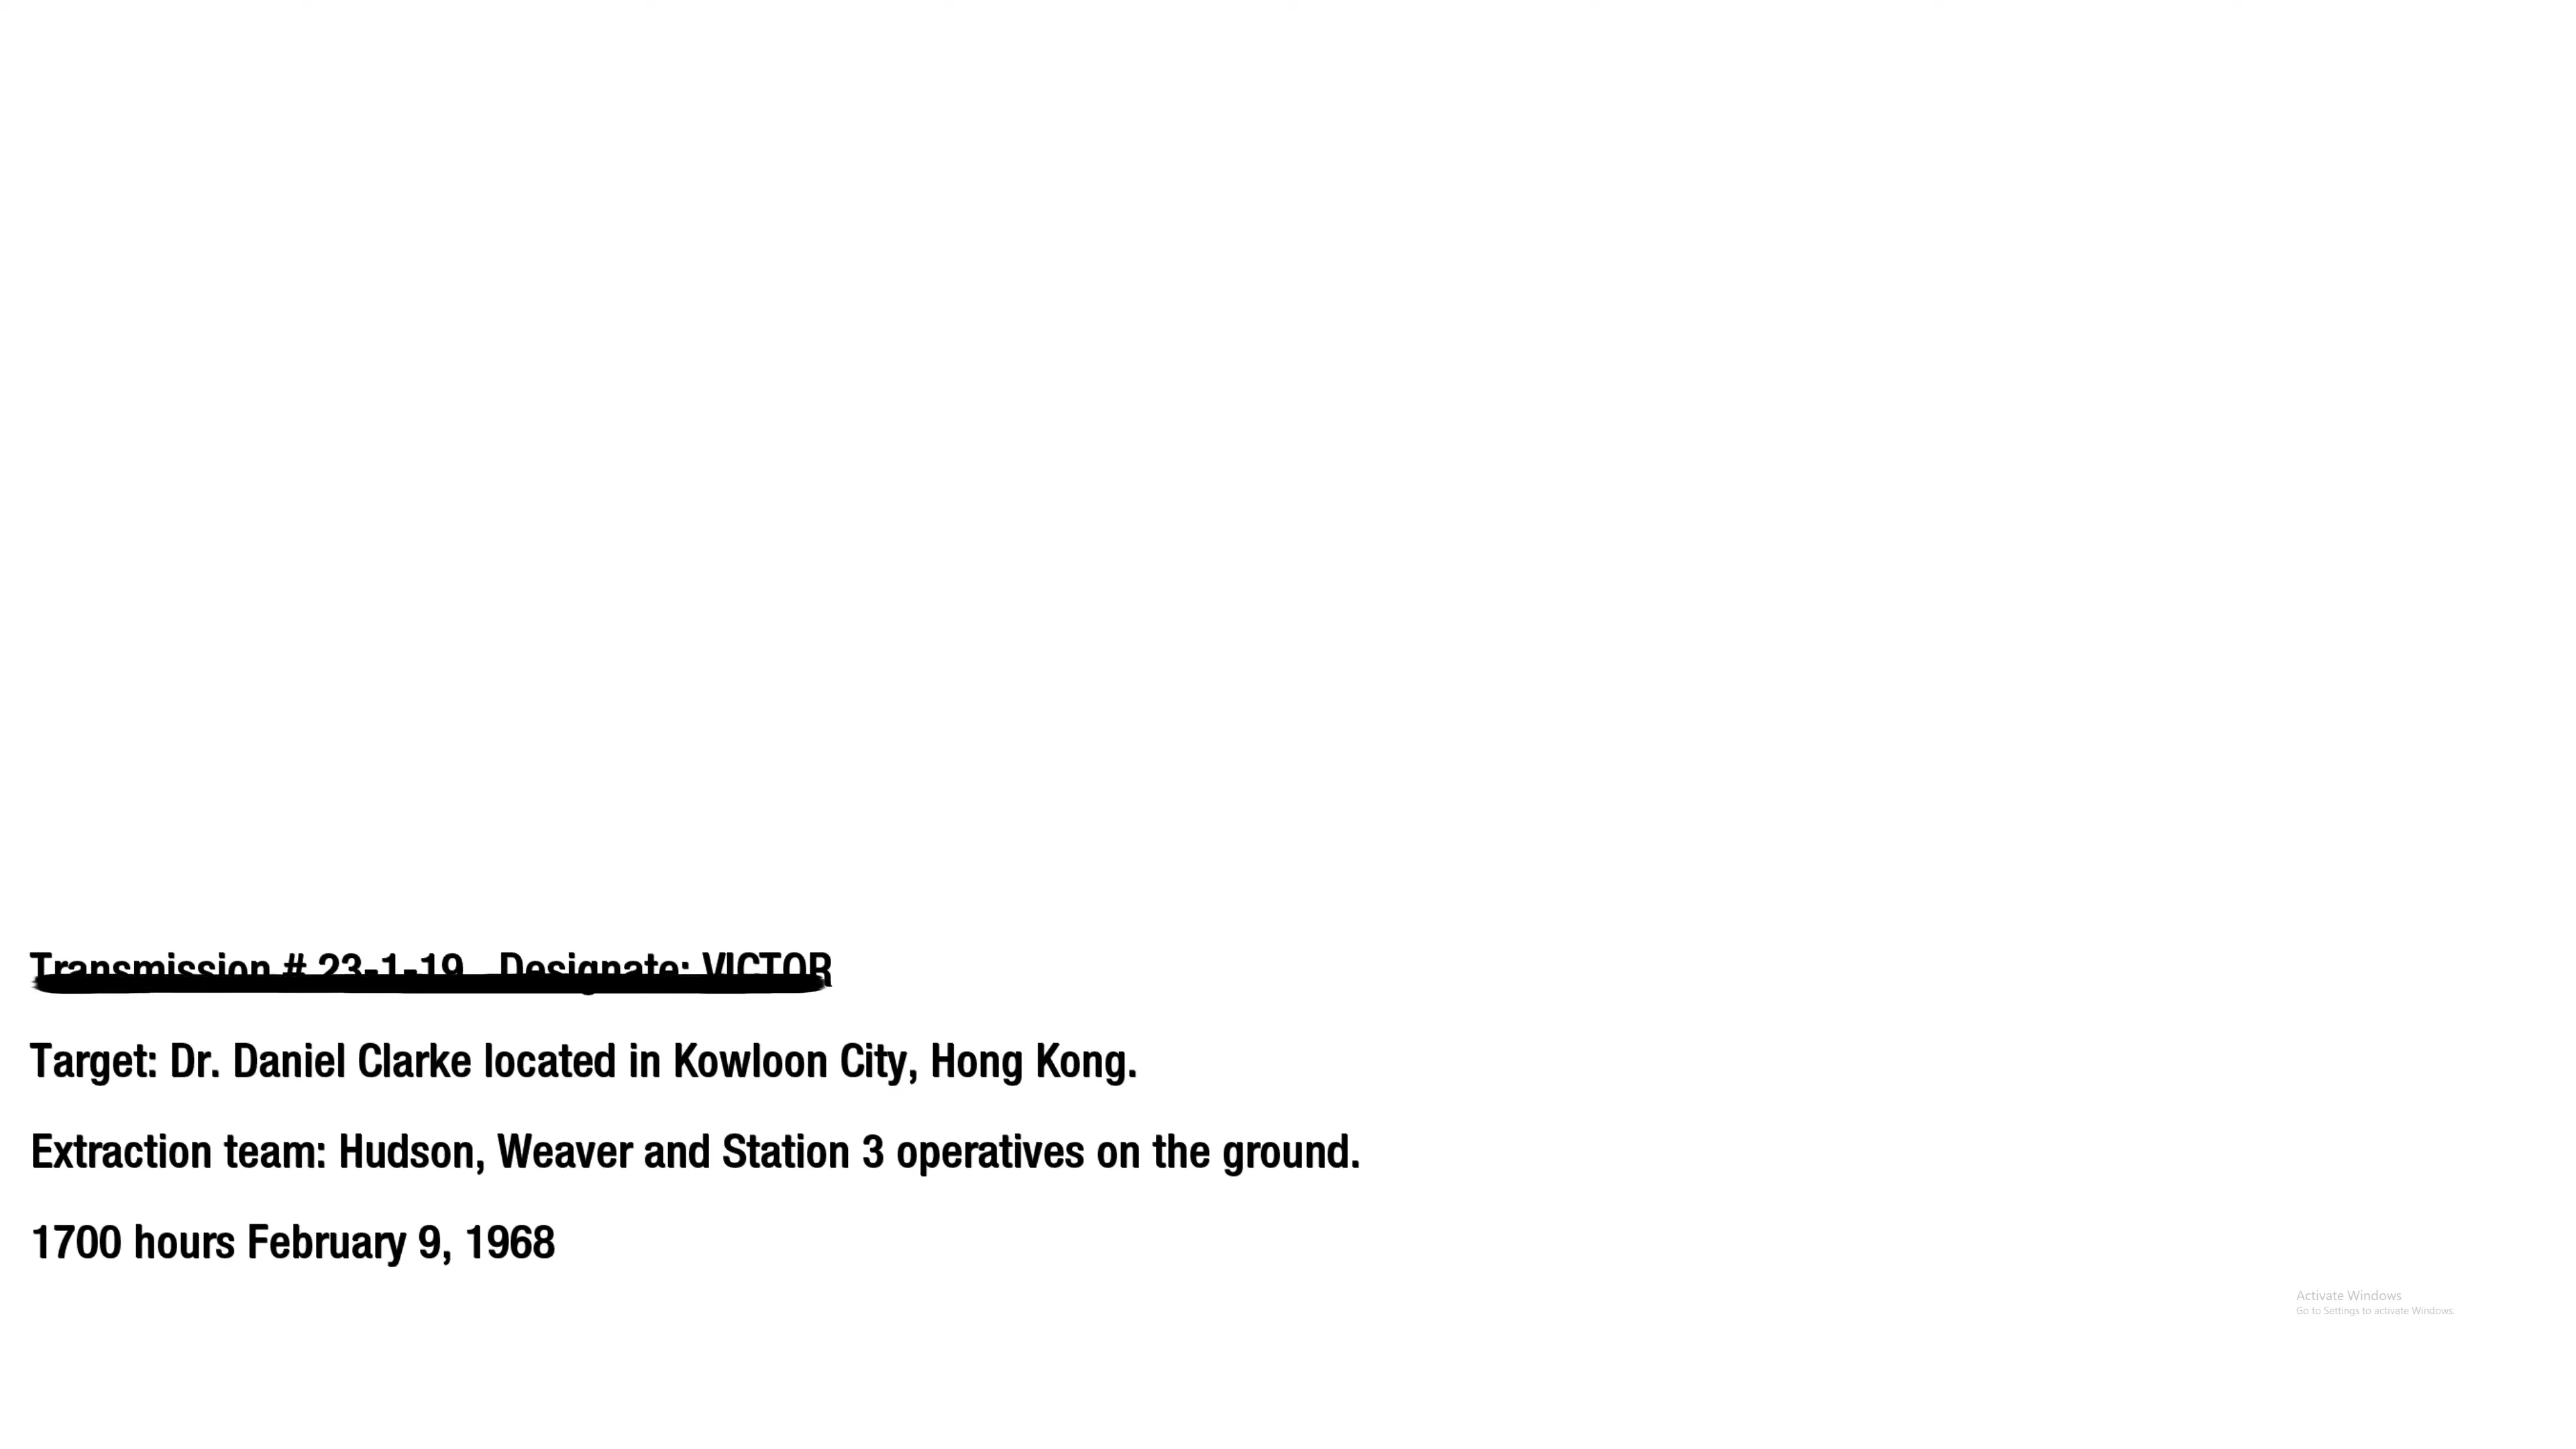 Transmission # 23-1-19   Designate: VICTOR
Target: Dr. Daniel Clarke located in Kowloon City, Hong Kong.
Extraction team: Hudson, Weaver and Station 3 operatives on the ground.
1700 hours February 9, 1968
Activate Windows
Go to Settings to activate Windows.